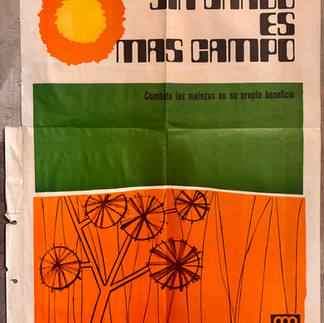 ES
MAS CAMPO
Combata las malezas en su propio beneficio